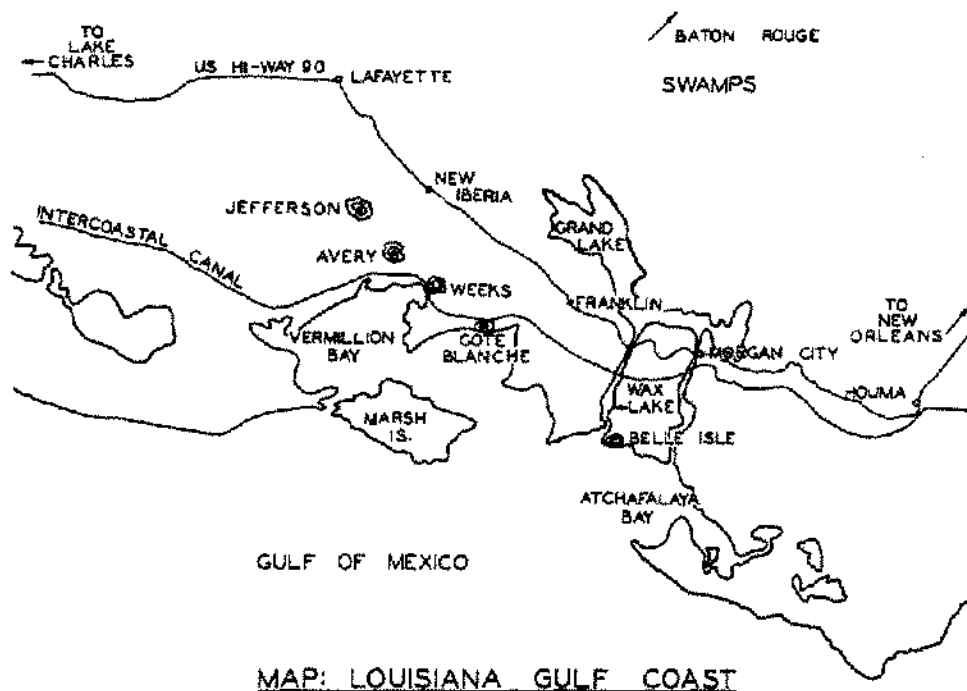 TO
LAKE
CHARLES
US HI-WAY 90
LAFAYETTE
BATON ROUGE
SWAMPS
NEW
IBERIA
JEFFERSON
GRAND
LAKE
INTERCOASTAL
CANAL
AVERY
WEEKS
FRANKLIN
TO
NEW
ORLEANS
VERMILLION
BAY
COTE
BLANCHE
MORGAN CITY
WAX
LAKE
HOUMA
MARSH
IS.
BELLE ISLE
ATCHAFALAYA
BAY
GULF OF MEXICO
MAP: LOUISIANA GULF COAST